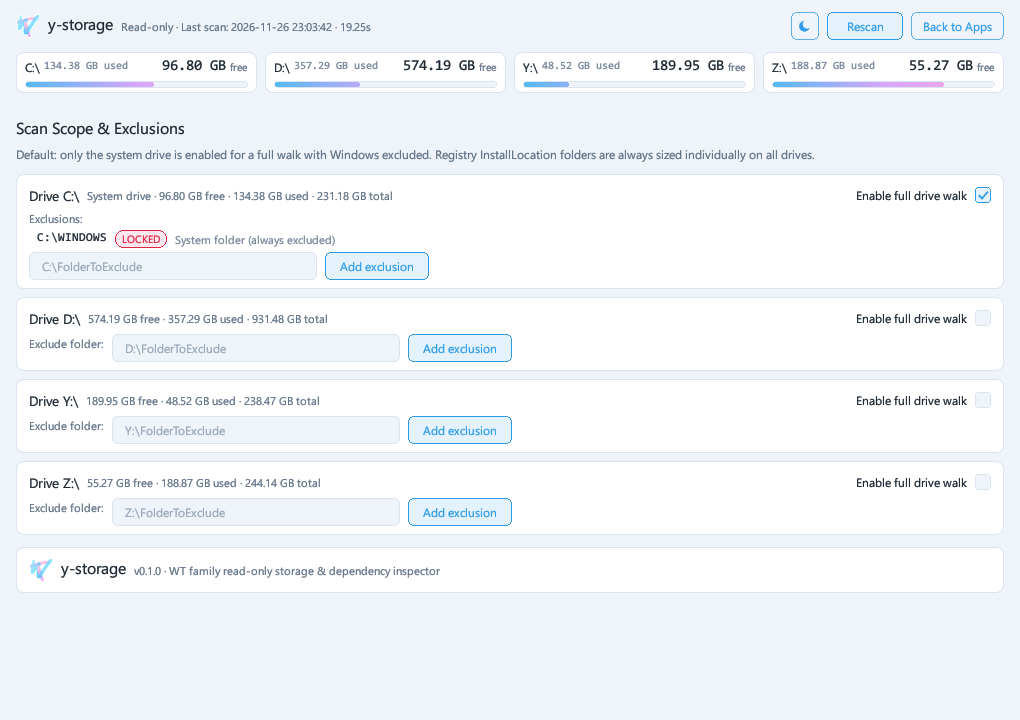 y-storage Read-only · Last scan: 2026-11-26 23:03:42 · 19.25s Rescan Back to Apps
C:\ 134.38 GB used 96.80 GB free D:\ 357.29 GB used 574.19 GB free Y:\ 48.52 GB used 189.95 GB free Z:\ 188.87 GB used 55.27 GB free
Scan Scope & Exclusions
Default: only the system drive is enabled for a full walk with Windows excluded. Registry InstallLocation folders are always sized individually on all drives.
Drive C:\ System drive · 96.80 GB free · 134.38 GB used · 231.18 GB total Enable full drive walk
Exclusions:
C:\WINDOWS LOCKED System folder (always excluded)
C:\FolderToExclude Add exclusion
Drive D:\ 574.19 GB free · 357.29 GB used · 931.48 GB total Enable full drive walk
Exclude folder: D:\FolderToExclude Add exclusion
Drive Y:\ 189.95 GB free · 48.52 GB used · 238.47 GB total Enable full drive walk
Exclude folder: Y:\FolderToExclude Add exclusion
Drive Z:\ 55.27 GB free · 188.87 GB used · 244.14 GB total Enable full drive walk
Exclude folder: Z:\FolderToExclude Add exclusion
y-storage v0.1.0 · WT family read-only storage & dependency inspector